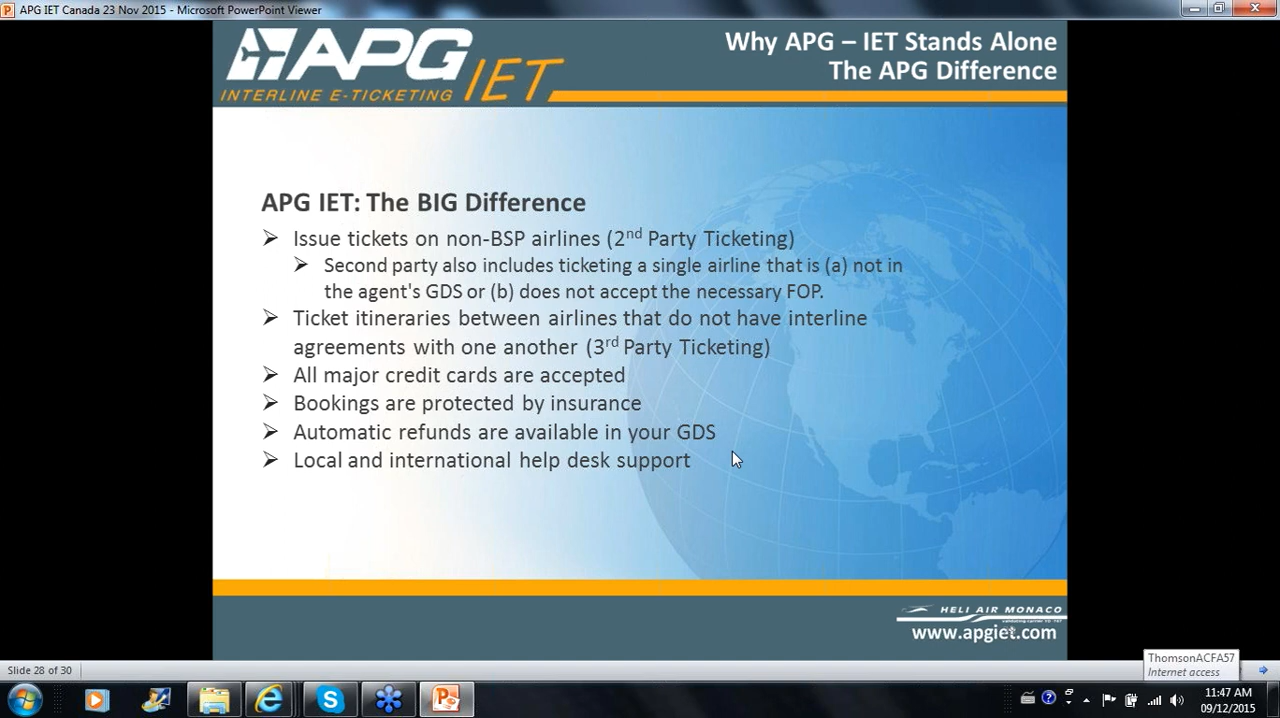 APG IET Canada 23 Nov 2015 - Microsoft PowerPoint Viewer
APG IET
INTERLINE E-TICKETING
Why APG – IET Stands Alone
The APG Difference
APG IET: The BIG Difference
Issue tickets on non-BSP airlines (2nd Party Ticketing)
Second party also includes ticketing a single airline that is (a) not in
the agent's GDS or (b) does not accept the necessary FOP.
Ticket itineraries between airlines that do not have interline
agreements with one another (3rd Party Ticketing)
All major credit cards are accepted
Bookings are protected by insurance
Automatic refunds are available in your GDS
Local and international help desk support
HELI AIR MONACO
www.apgiet.com
Slide 28 of 30
ThomsonACFA57
Internet access
11:47 AM
09/12/2015